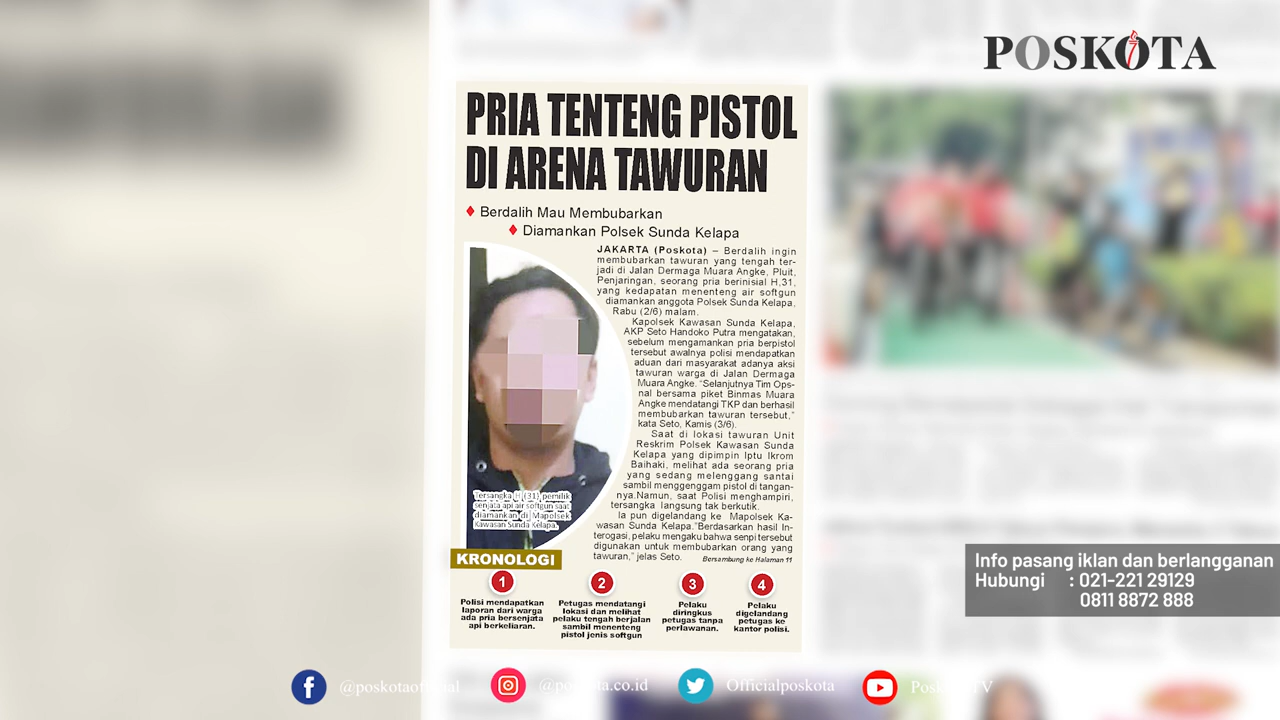 POSKOTA
PRIA TENTENG PISTOL
DI ARENA TAWURAN
Berdalih Mau Membubarkan
Diamankan Polsek Sunda Kelapa
JAKARTA (Poskota) – Berdalih ingin
membubarkan tawuran yang tengah ter-
jadi di Jalan Dermaga Muara Angke, Pluit,
Penjaringan, seorang pria berinisial H,31,
yang kedapatan menenteng air softgun
diamankan anggota Polsek Sunda Kelapa,
Rabu (2/6) malam.
Kapolsek Kawasan Sunda Kelapa,
AKP Seto Handoko Putra mengatakan,
sebelum mengamankan pria berpistol
tersebut awalnya polisi mendapatkan
aduan dari masyarakat adanya aksi
tawuran warga di Jalan Dermaga
Muara Angke. “Selanjutnya Tim Ops-
nal bersama piket Binmas Muara
Angke mendatangi TKP dan berhasil
membubarkan tawuran tersebut,”
kata Seto, Kamis (3/6).
Saat di lokasi tawuran Unit
Reskrim Polsek Kawasan Sunda
Kelapa yang dipimpin Iptu Ikrom
Baihaki, melihat ada seorang pria
yang sedang melenggang santai
sambil menggenggam pistol di tangan-
nya.Namun, saat Polisi menghampiri,
tersangka langsung tak berkutik.
Ia pun digelandang ke Mapolsek Ka-
wasan Sunda Kelapa.“Berdasarkan hasil In-
terogasi, pelaku mengaku bahwa senpi tersebut
digunakan untuk membubarkan orang yang
tawuran,” jelas Seto. Bersambung ke Halaman 11
Tersangka H (31) pemilik
senjata api air softgun saat
diamankan di Mapolsek
Kawasan Sunda Kelapa.
KRONOLOGI
1
Polisi mendapatkan
laporan dari warga
ada pria bersenjata
api berkeliaran.
2
Petugas mendatangi
lokasi dan melihat
pelaku tengah berjalan
sambil menenteng
pistol jenis softgun
3
Pelaku
diringkus
petugas tanpa
perlawanan.
4
Pelaku
digelandang
petugas ke
kantor polisi.
Info pasang iklan dan berlangganan
Hubungi : 021-221 29129
0811 8872 888
@poskotaofficial
@poskota.co.id
Officialposkota
PoskotaTV